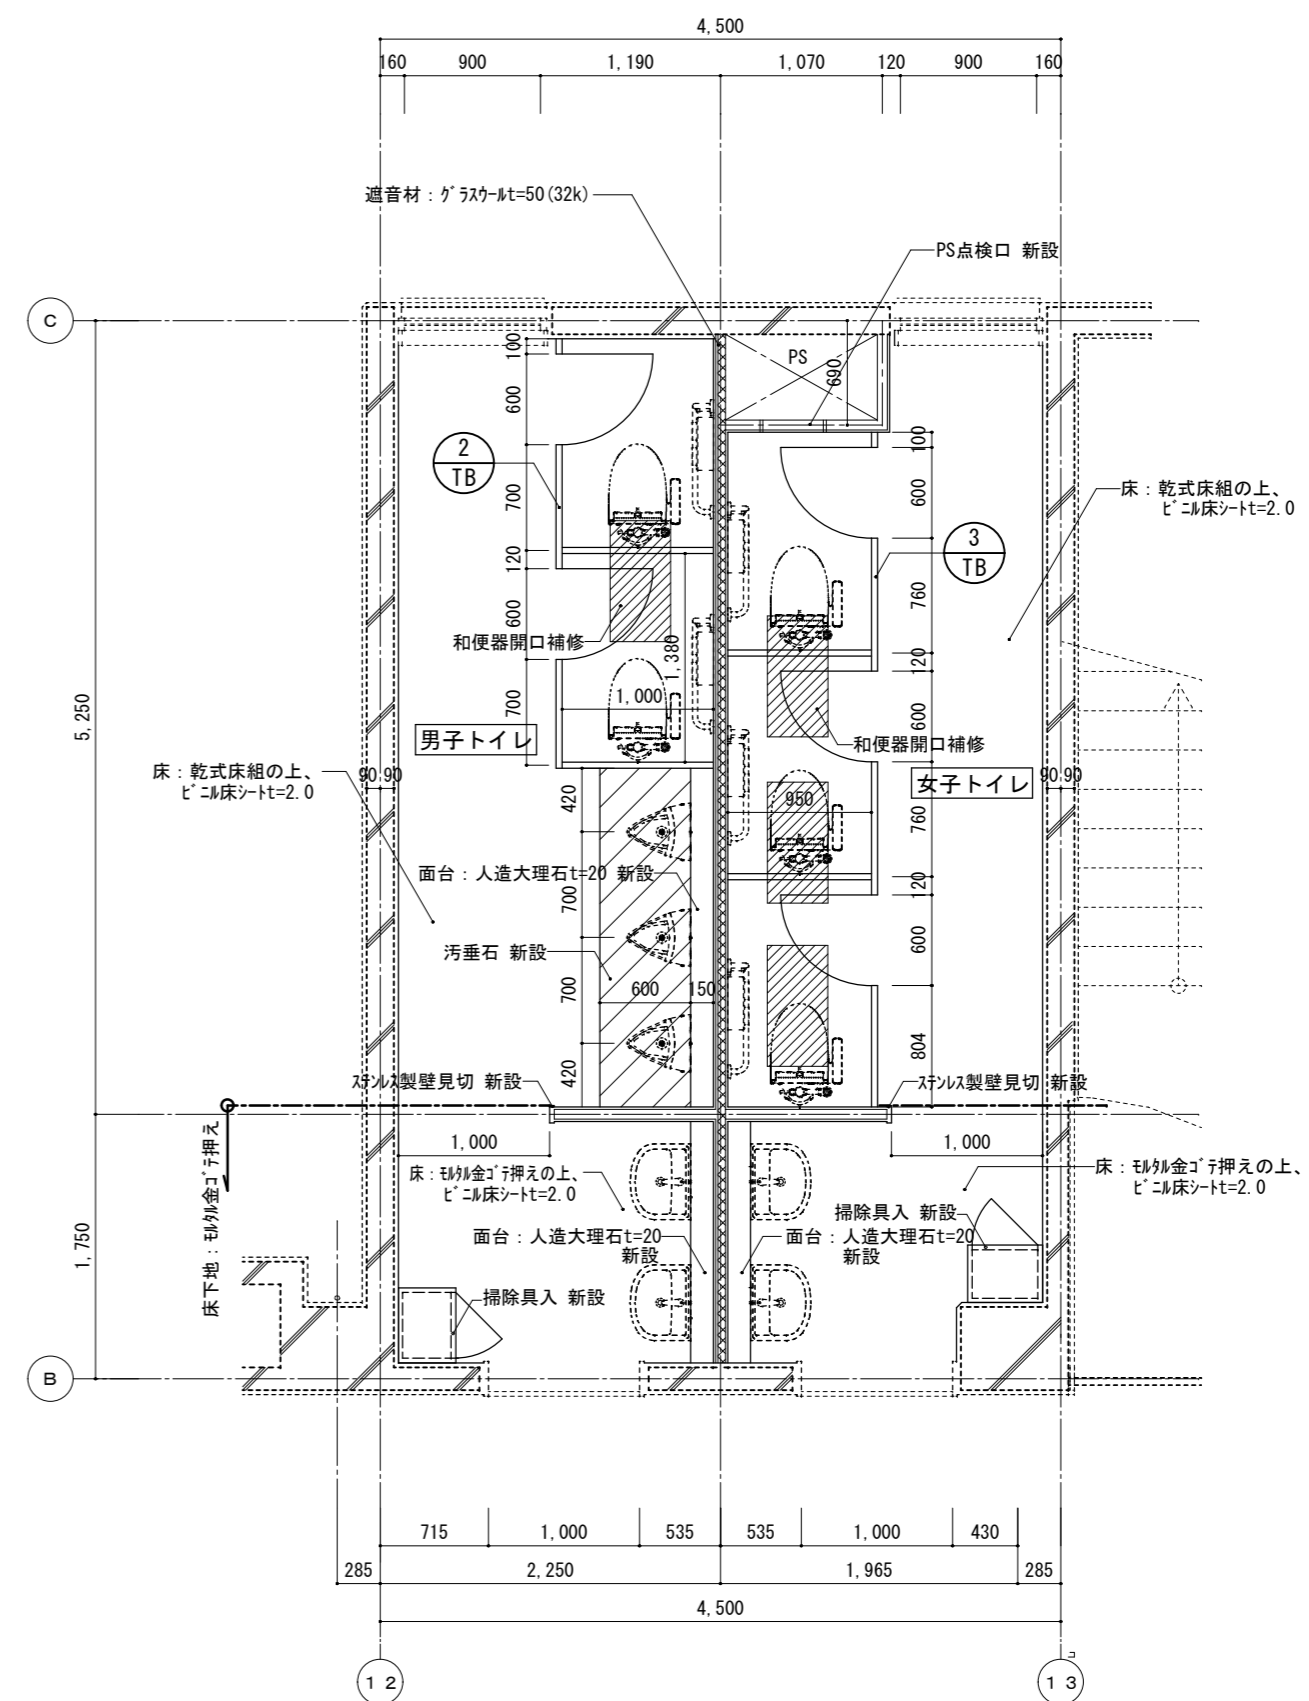 4,500
160 900 1,190 1,070 120 900 160
遮音材：グラスウールt=50(32k)
PS点検口 新設
C
PS
690
100
600
700
120
600
700
2
TB
100
600
760
120
600
760
120
600
804
3
TB
床：乾式床組の上、
ビニル床シートt=2.0
和便器開口補修
1,380
1,000
男子トイレ
和便器開口補修
女子トイレ
950
5,250
床：乾式床組の上、
ビニル床シートt=2.0
90 90
90 90
420
700
700
420
面台：人造大理石t=20 新設
汚垂石 新設
600 150
ステンレス製壁見切 新設
ステンレス製壁見切 新設
1,000
1,000
床下地：モルタル金ゴテ押え
床：モルタル金ゴテ押えの上、
ビニル床シートt=2.0
床：モルタル金ゴテ押えの上、
ビニル床シートt=2.0
掃除具入 新設
面台：人造大理石t=20
新設
面台：人造大理石t=20
新設
掃除具入 新設
1,750
B
715 1,000 535 535 1,000 430
285 2,250 1,965 285
4,500
12
13